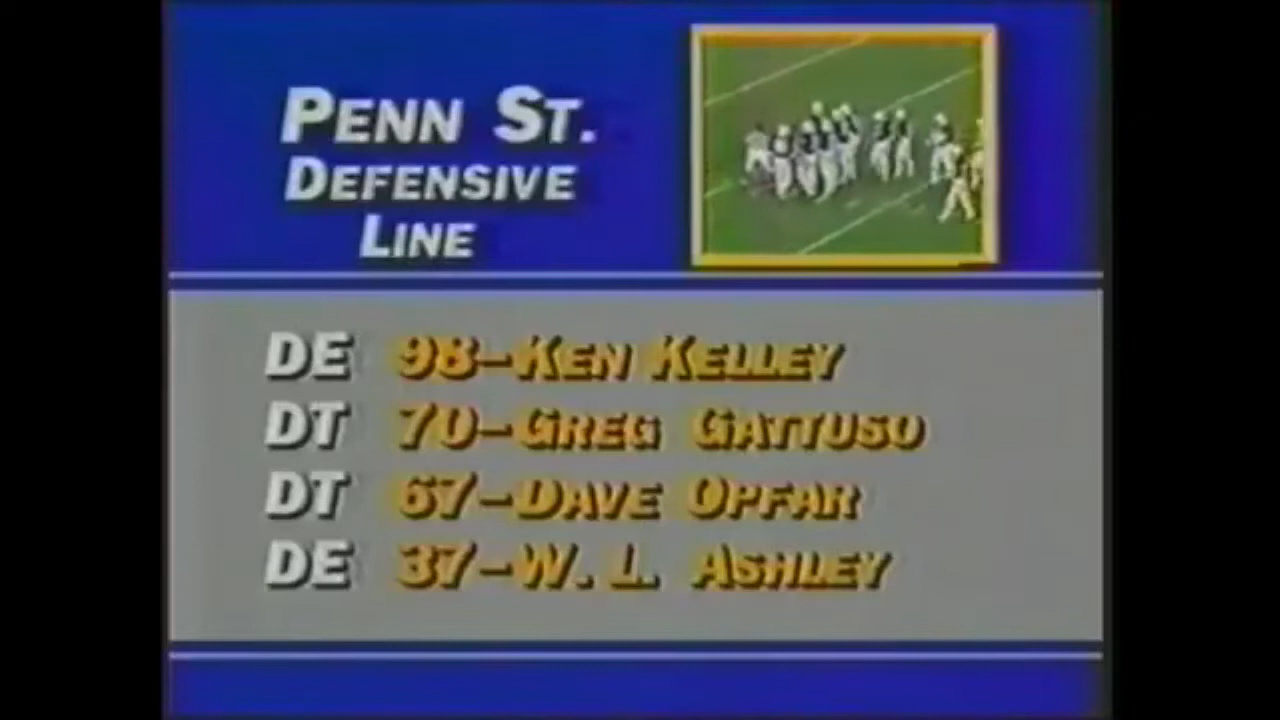 PENN ST.
DEFENSIVE
LINE
DE 98-KEN KELLEY
DT 70-GREG GATTUSO
DT 67-DAVE OPFAR
DE 37-W. L. ASHLEY